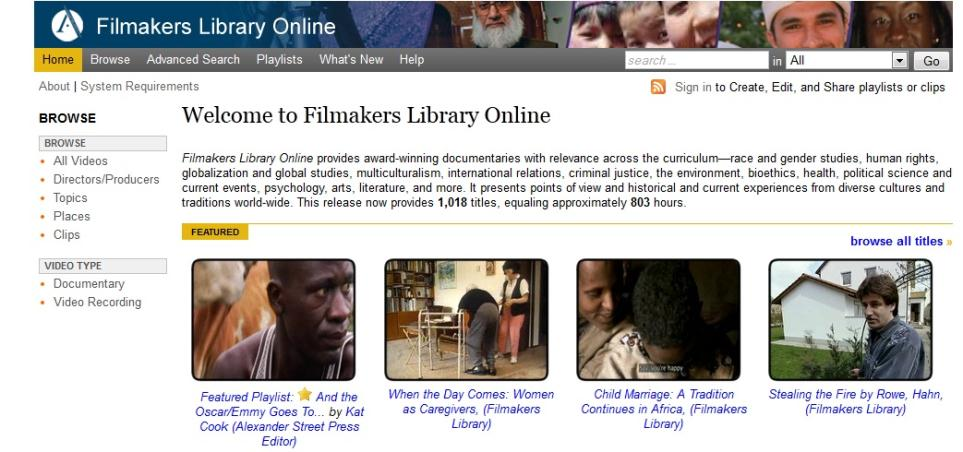 Filmakers Library Online
Home Browse Advanced Search Playlists What's New Help
search ... in All Go
About | System Requirements
Sign in to Create, Edit, and Share playlists or clips
BROWSE
BROWSE
All Videos
Directors/Producers
Topics
Places
Clips
VIDEO TYPE
Documentary
Video Recording
Welcome to Filmakers Library Online
Filmakers Library Online provides award-winning documentaries with relevance across the curriculum—race and gender studies, human rights,
globalization and global studies, multiculturalism, international relations, criminal justice, the environment, bioethics, health, political science and
current events, psychology, arts, literature, and more. It presents points of view and historical and current experiences from diverse cultures and
traditions world-wide. This release now provides 1,018 titles, equaling approximately 803 hours.
FEATURED
browse all titles »
Featured Playlist: And the
Oscar/Emmy Goes To... by Kat
Cook (Alexander Street Press
Editor)
When the Day Comes: Women
as Caregivers, (Filmakers
Library)
you're happy
Child Marriage: A Tradition
Continues in Africa, (Filmakers
Library)
Stealing the Fire by Rowe, Hahn,
(Filmakers Library)